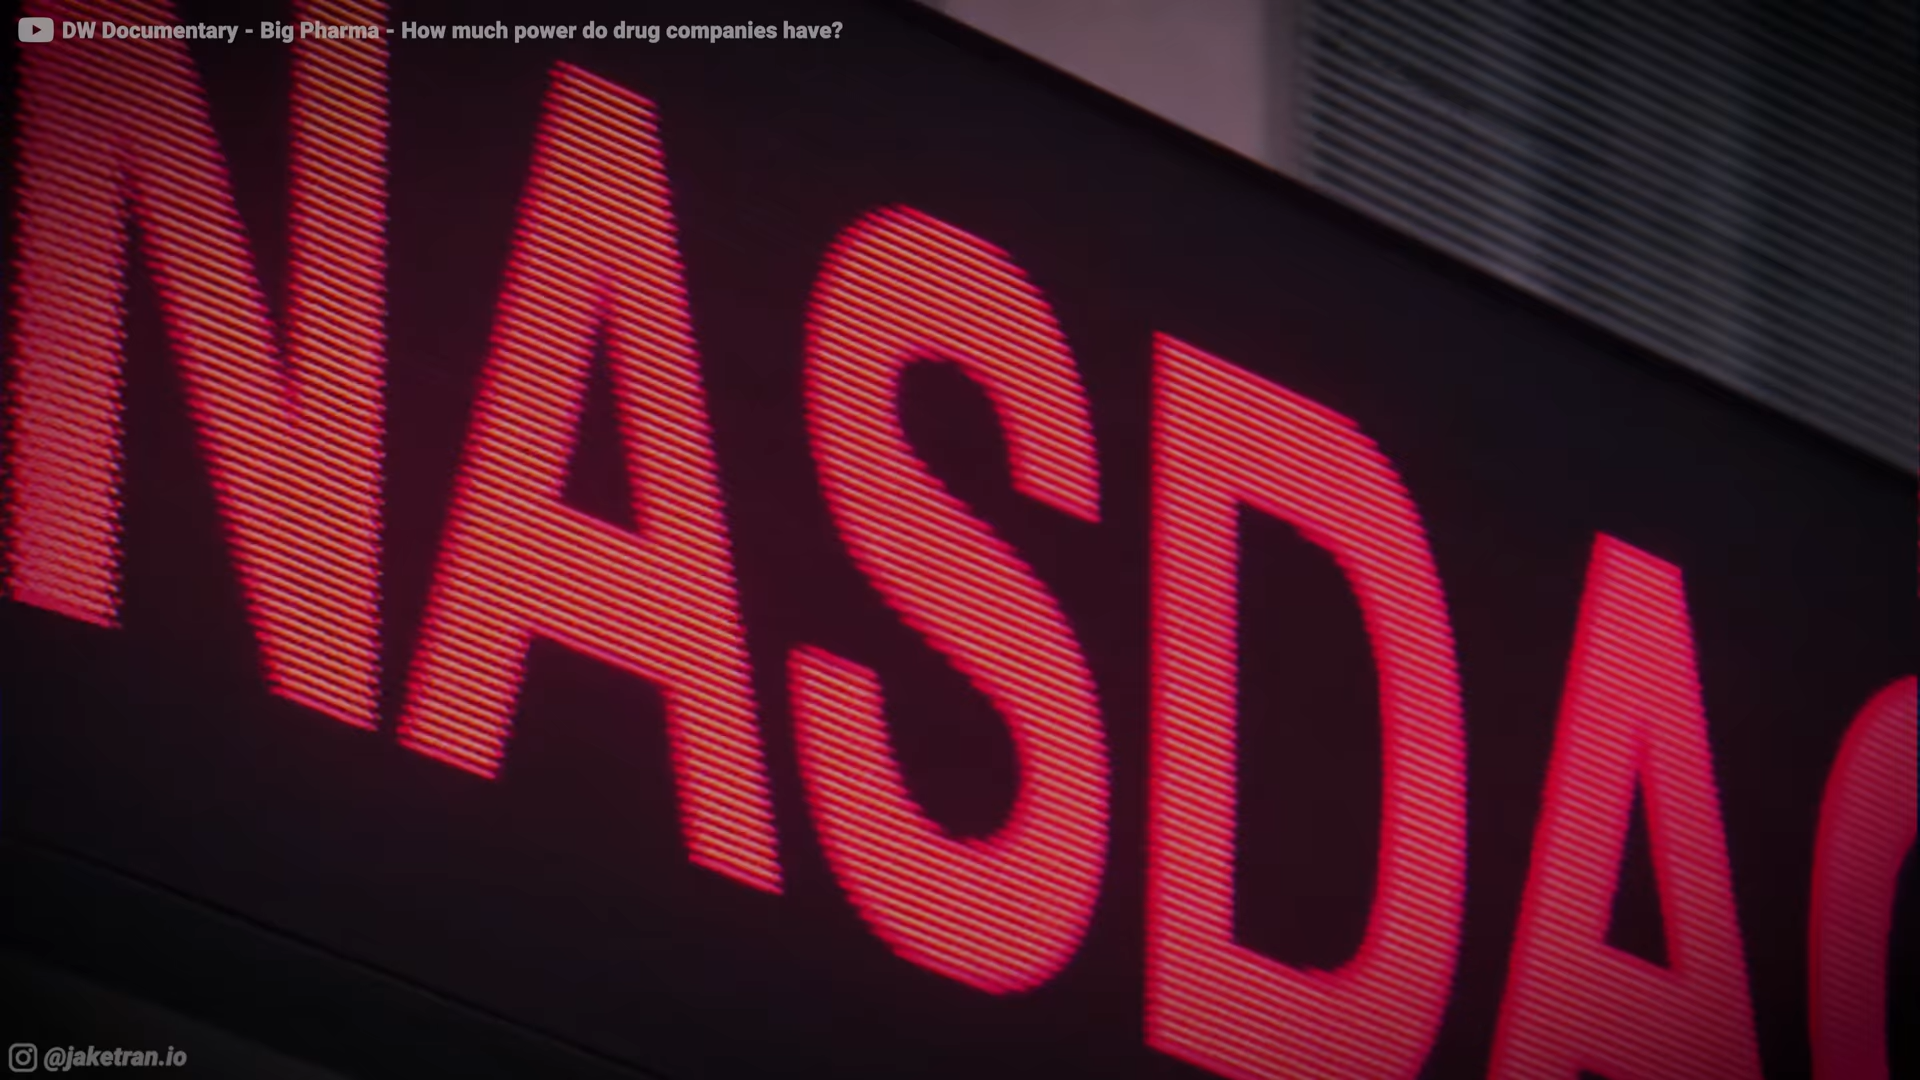 DW Documentary - Big Pharma - How much power do drug companies have?
NASDA
@jaketran.io